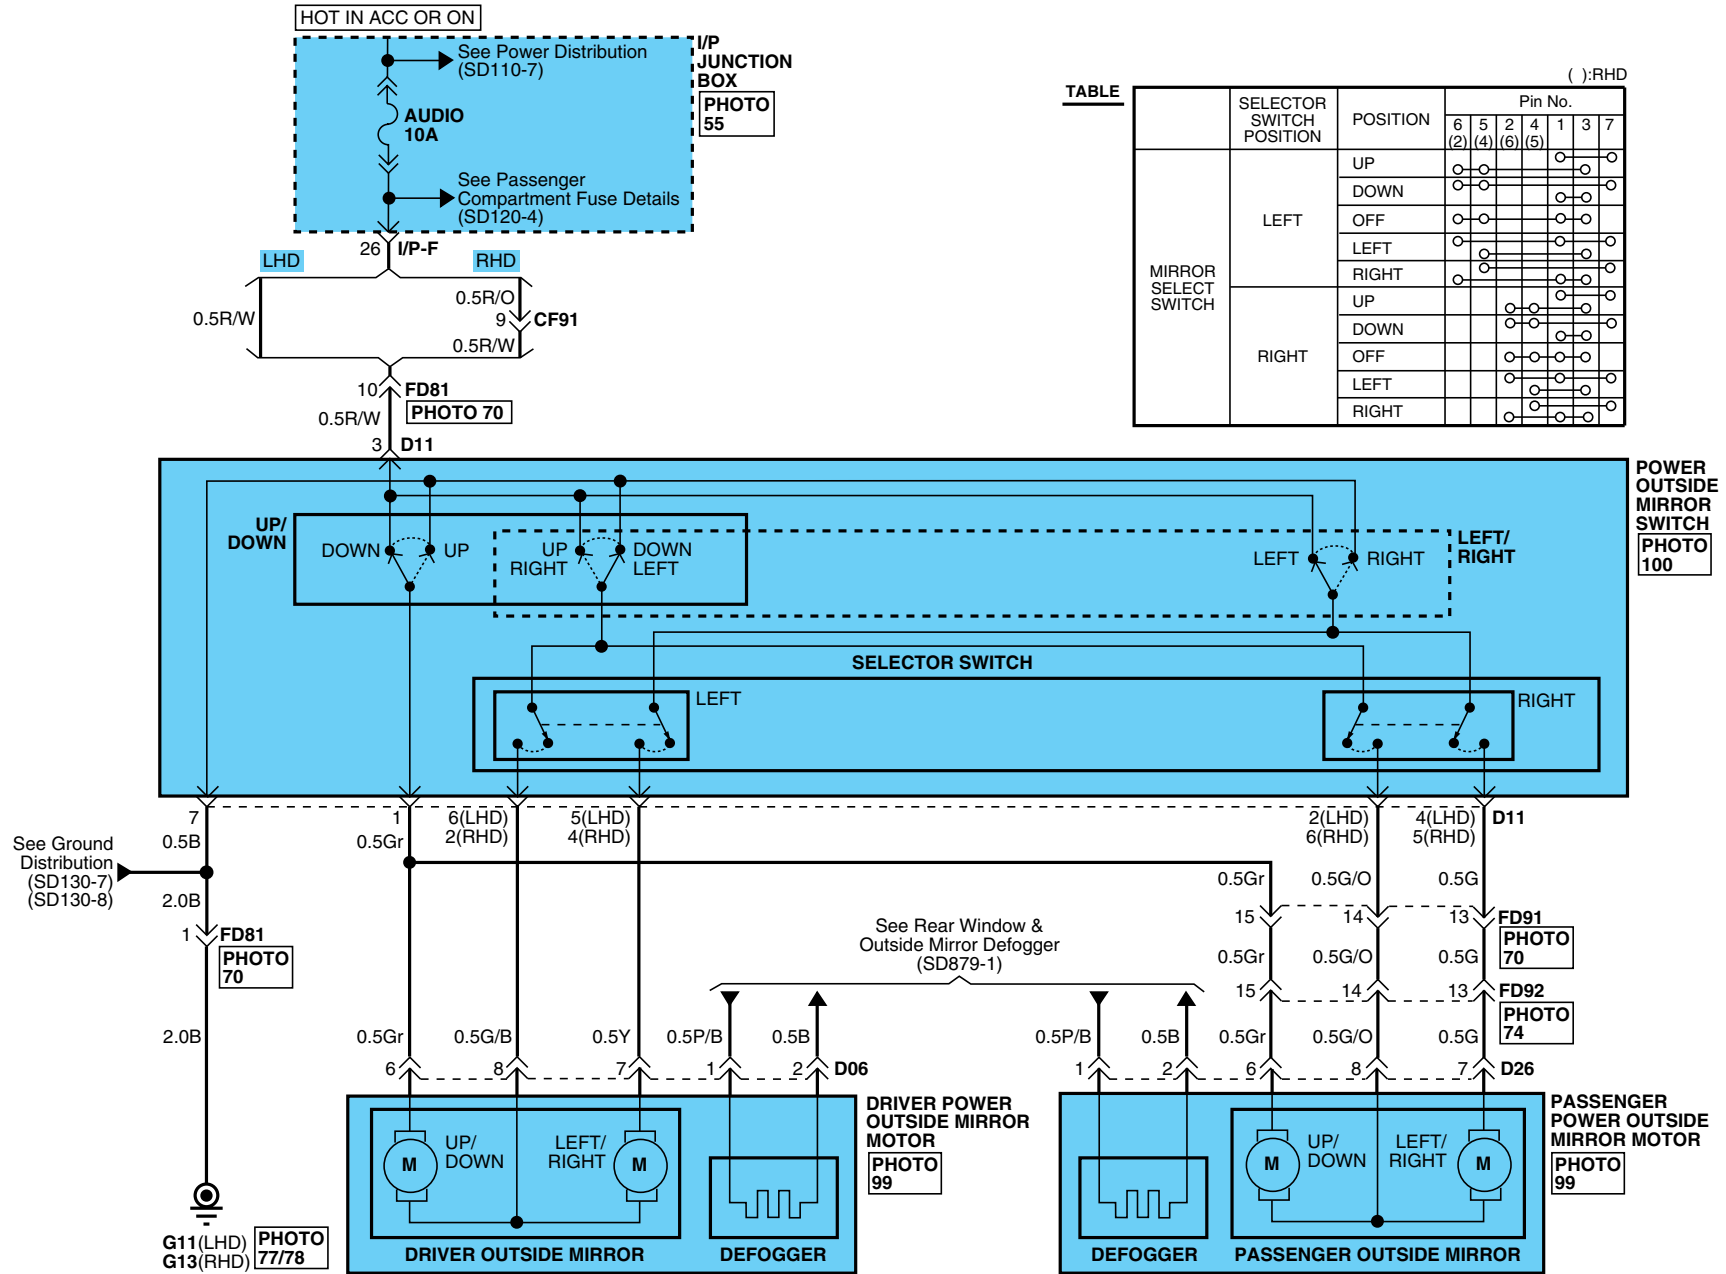 HOT IN ACC OR ON
See Power Distribution
(SD110-7)
I/P
JUNCTION
BOX
PHOTO
55
AUDIO
10A
See Passenger
Compartment Fuse Details
(SD120-4)
26 I/P-F
LHD
RHD
0.5R/W
0.5R/O
9 CF91
0.5R/W
10 FD81
PHOTO 70
0.5R/W
3 D11
( ):RHD
TABLE
SELECTOR
SWITCH
POSITION
POSITION
Pin No.
6 5 2 4 1 3 7
(2) (4) (6) (5)
MIRROR
SELECT
SWITCH
LEFT
UP
DOWN
OFF
LEFT
RIGHT
RIGHT
UP
DOWN
OFF
LEFT
RIGHT
POWER
OUTSIDE
MIRROR
SWITCH
PHOTO
100
UP/
DOWN
DOWN
UP
UP
RIGHT
DOWN
LEFT
LEFT
RIGHT
LEFT/
RIGHT
SELECTOR SWITCH
LEFT
RIGHT
7
1
6(LHD)
2(RHD)
5(LHD)
4(RHD)
2(LHD)
6(RHD)
4(LHD)
5(RHD)
D11
0.5B
0.5Gr
See Ground
Distribution
(SD130-7)
(SD130-8)
2.0B
1 FD81
PHOTO
70
0.5Gr
0.5G/O
0.5G
15
14
13
FD91
PHOTO
70
See Rear Window &
Outside Mirror Defogger
(SD879-1)
0.5Gr
0.5G/O
0.5G
15
14
13
FD92
PHOTO
74
2.0B
0.5Gr
0.5G/B
0.5Y
0.5P/B
0.5B
0.5P/B
0.5B
0.5Gr
0.5G/O
0.5G
6
8
7
1
2
D06
1
2
6
8
7
D26
DRIVER POWER
OUTSIDE MIRROR
MOTOR
PHOTO
99
PASSENGER
POWER OUTSIDE
MIRROR MOTOR
PHOTO
99
M
UP/
DOWN
LEFT/
RIGHT
M
M
UP/
DOWN
LEFT/
RIGHT
M
G11(LHD)
G13(RHD)
PHOTO
77/78
DRIVER OUTSIDE MIRROR
DEFOGGER
DEFOGGER
PASSENGER OUTSIDE MIRROR